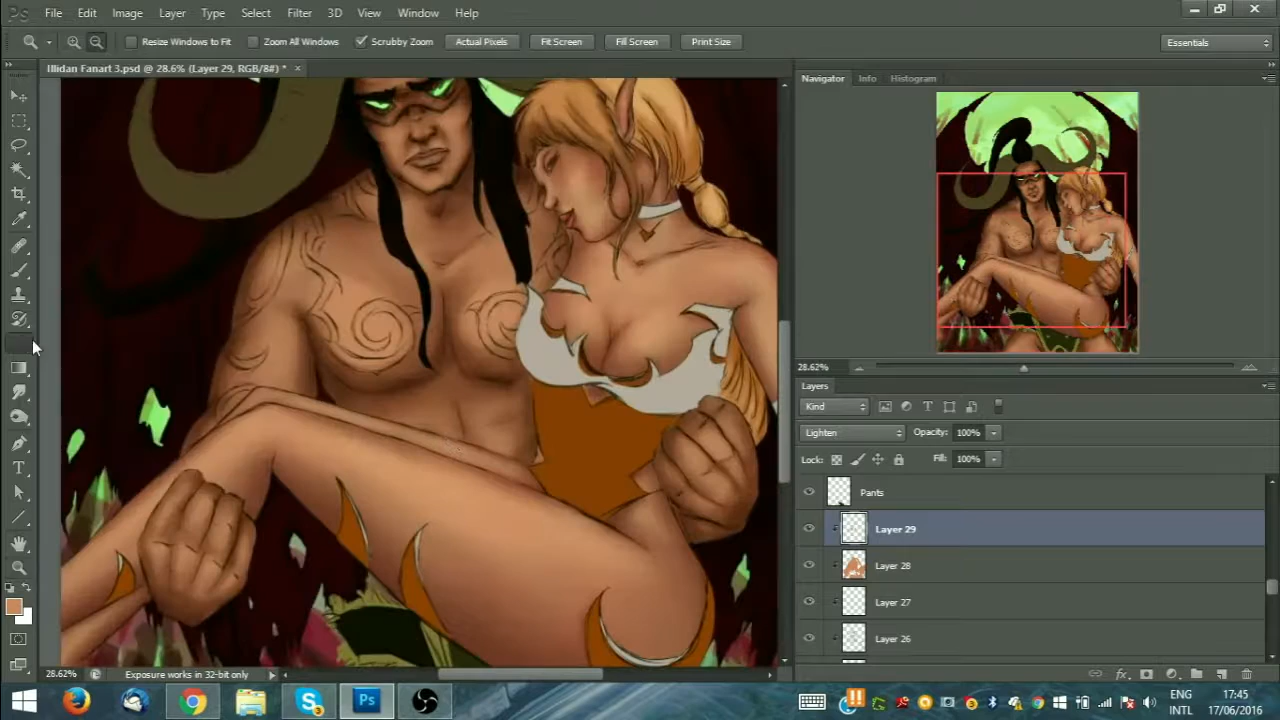 Ps File Edit Image Layer Type Select Filter 3D View Window Help
Resize Windows to Fit Zoom All Windows Scrubby Zoom Actual Pixels Fit Screen Fill Screen Print Size Essentials
Illidan Fanart 3.psd @ 28.6% (Layer 29, RGB/8#) * ×
Navigator Info Histogram
28.62%
Layers
Kind T
Lighten Opacity: 100%
Lock: Fill: 100%
Pants
Layer 29
Layer 28
Layer 27
Layer 26
T
28.62% Exposure works in 32-bit only
fx
Ps
ENG 17:45
INTL 17/06/2016